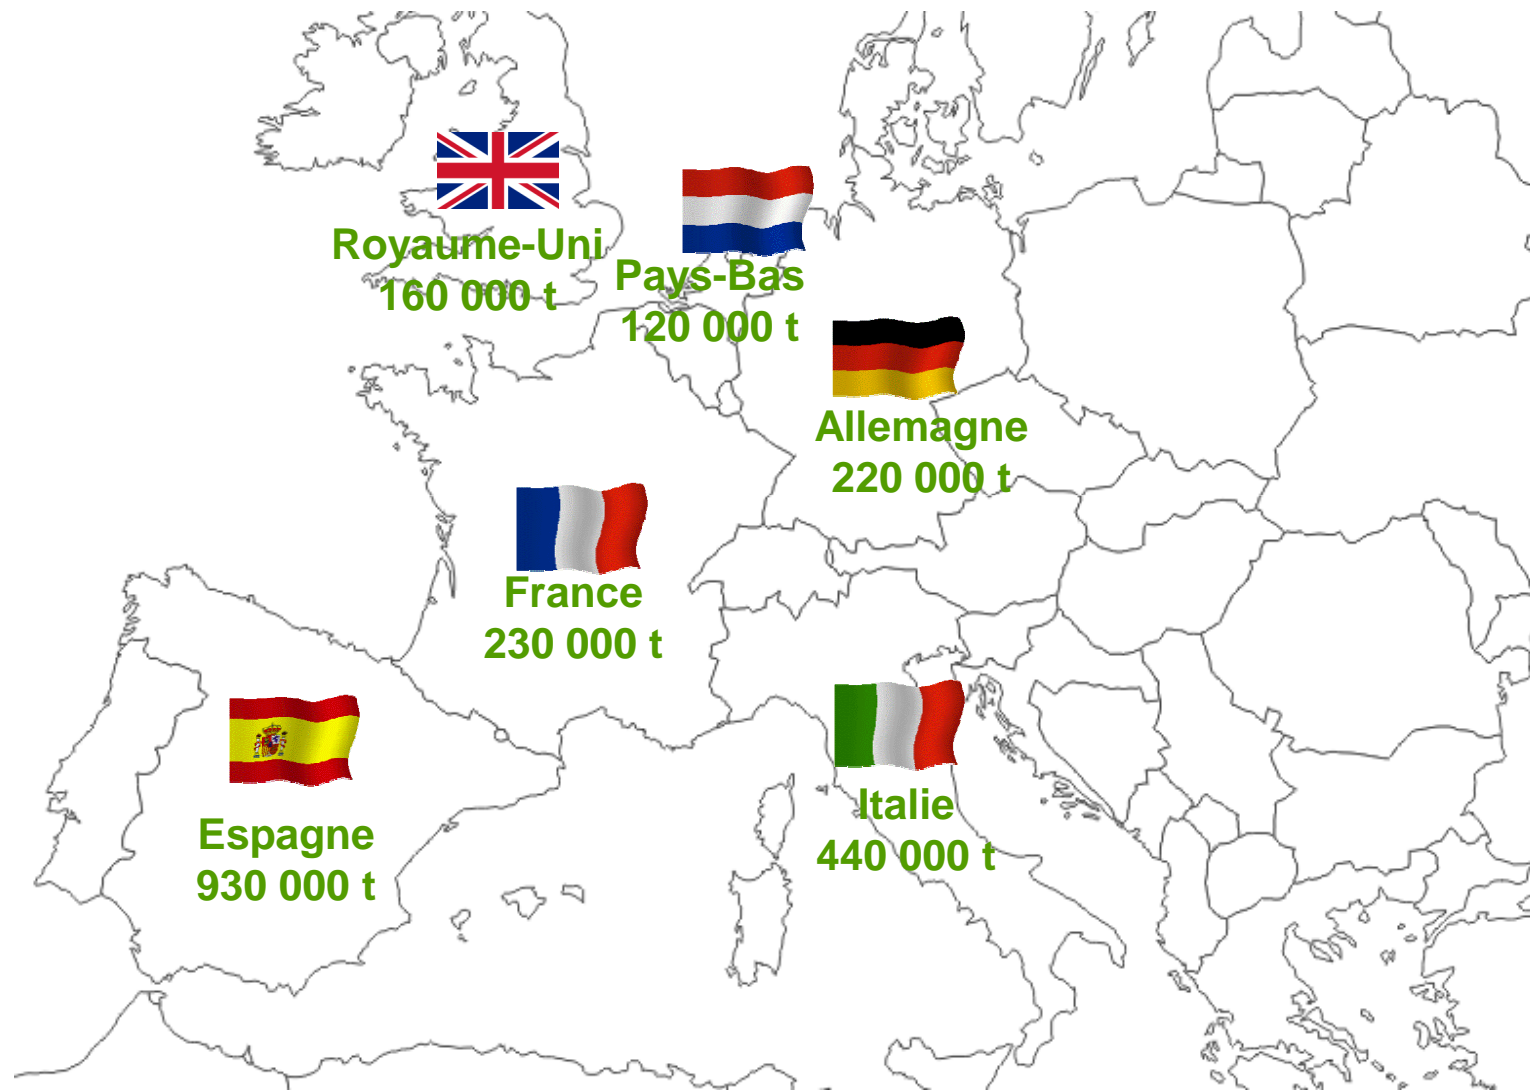 Royaume-Uni
160 000 t
Pays-Bas
120 000 t
Allemagne
220 000 t
France
230 000 t
Espagne
930 000 t
Italie
440 000 t